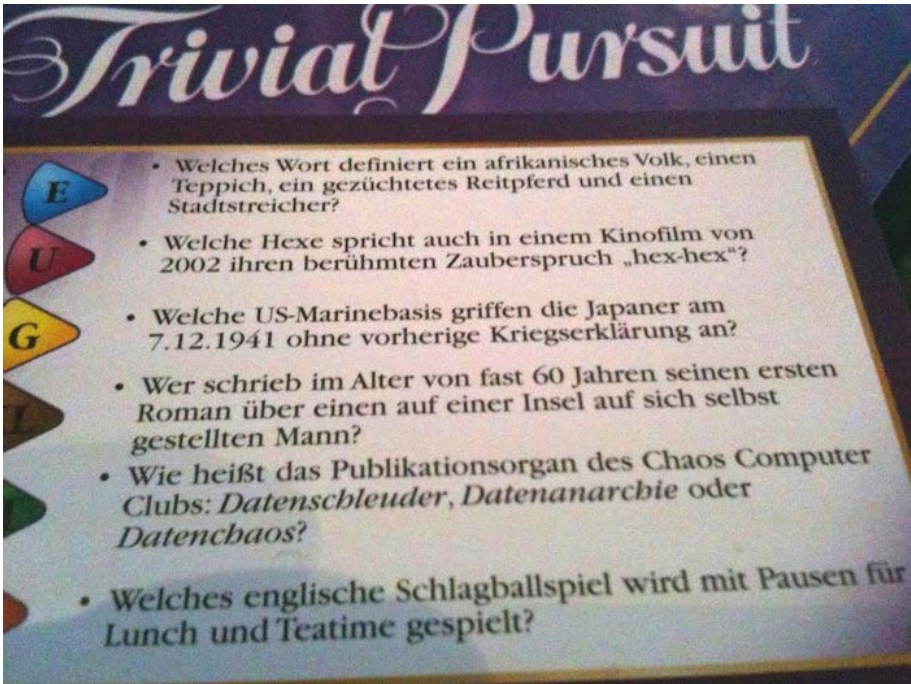 Trivial Pursuit
E
• Welches Wort definiert ein afrikanisches Volk, einen
Teppich, ein gezüchtetes Reitpferd und einen
Stadtstreicher?
U
• Welche Hexe spricht auch in einem Kinofilm von
2002 ihren berühmten Zauberspruch „hex-hex“?
G
• Welche US-Marinebasis griffen die Japaner am
7.12.1941 ohne vorherige Kriegserklärung an?
• Wer schrieb im Alter von fast 60 Jahren seinen ersten
Roman über einen auf einer Insel auf sich selbst
gestellten Mann?
• Wie heißt das Publikationsorgan des Chaos Computer
Clubs: Datenschleuder, Datenanarchie oder
Datenchaos?
• Welches englische Schlagballspiel wird mit Pausen für
Lunch und Teatime gespielt?